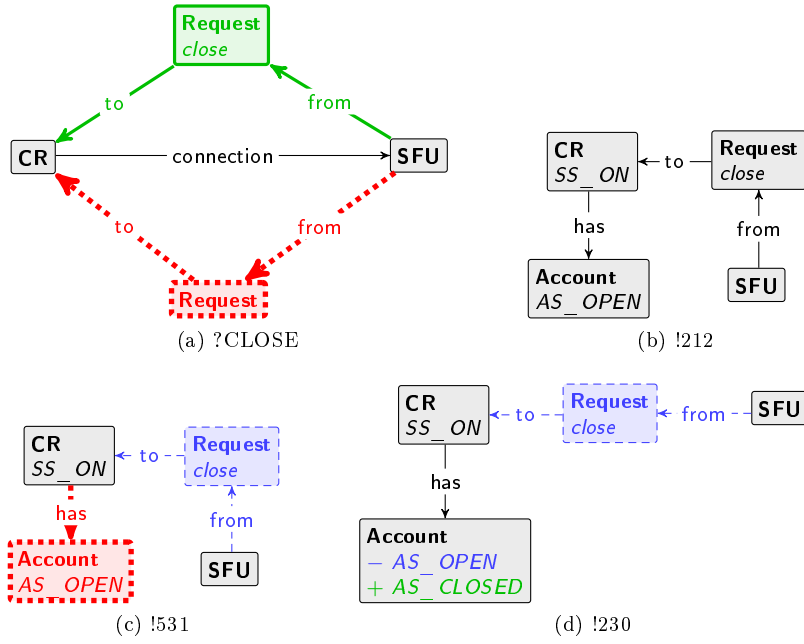 Request
close
to
from
CR
connection
SFU
to
from
Request
(a) ?CLOSE
CR
SS_ON
to
Request
close
has
from
Account
AS_OPEN
SFU
(b) !212
CR
SS_ON
to
Request
close
has
from
Account
AS_OPEN
SFU
(c) !531
CR
SS_ON
to
Request
close
from
SFU
has
Account
− AS_OPEN
+ AS_CLOSED
(d) !230